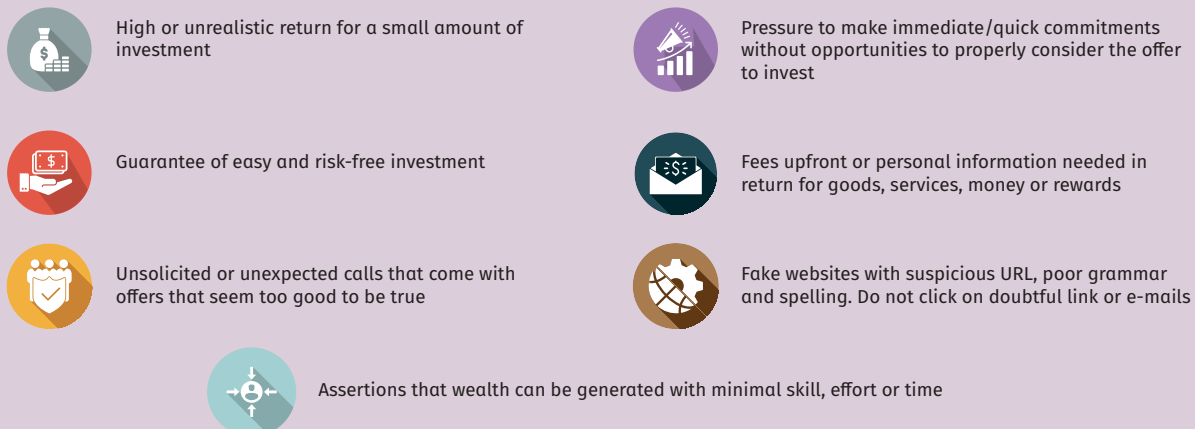 High or unrealistic return for a small amount of
investment
Pressure to make immediate/quick commitments
without opportunities to properly consider the offer
to invest
Guarantee of easy and risk-free investment
Fees upfront or personal information needed in
return for goods, services, money or rewards
Unsolicited or unexpected calls that come with
offers that seem too good to be true
Fake websites with suspicious URL, poor grammar
and spelling. Do not click on doubtful link or e-mails
Assertions that wealth can be generated with minimal skill, effort or time